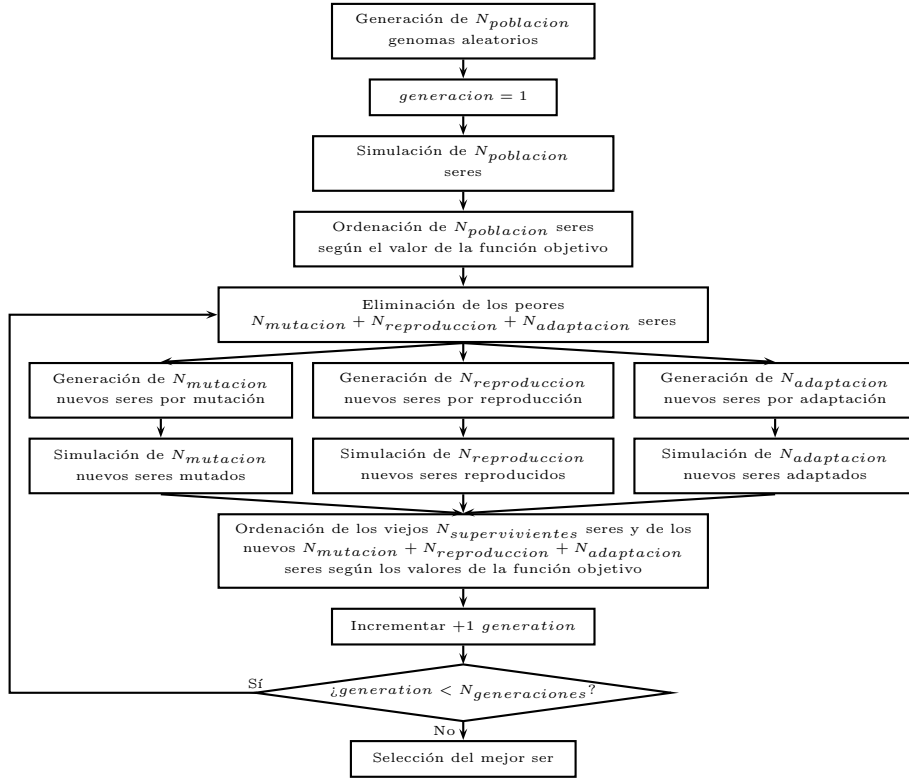 Generación de N_poblacion
genomas aleatorios
generacion = 1
Simulación de N_poblacion
seres
Ordenación de N_poblacion seres
según el valor de la función objetivo
Eliminación de los peores
N_mutacion + N_reproduccion + N_adaptacion seres
Generación de N_mutacion
nuevos seres por mutación
Generación de N_reproduccion
nuevos seres por reproducción
Generación de N_adaptacion
nuevos seres por adaptación
Simulación de N_mutacion
nuevos seres mutados
Simulación de N_reproduccion
nuevos seres reproducidos
Simulación de N_adaptacion
nuevos seres adaptados
Ordenación de los viejos N_supervivientes seres y de los
nuevos N_mutacion + N_reproduccion + N_adaptacion
seres según los valores de la función objetivo
Incrementar +1 generation
Sí
¿generation < N_generaciones?
No
Selección del mejor ser